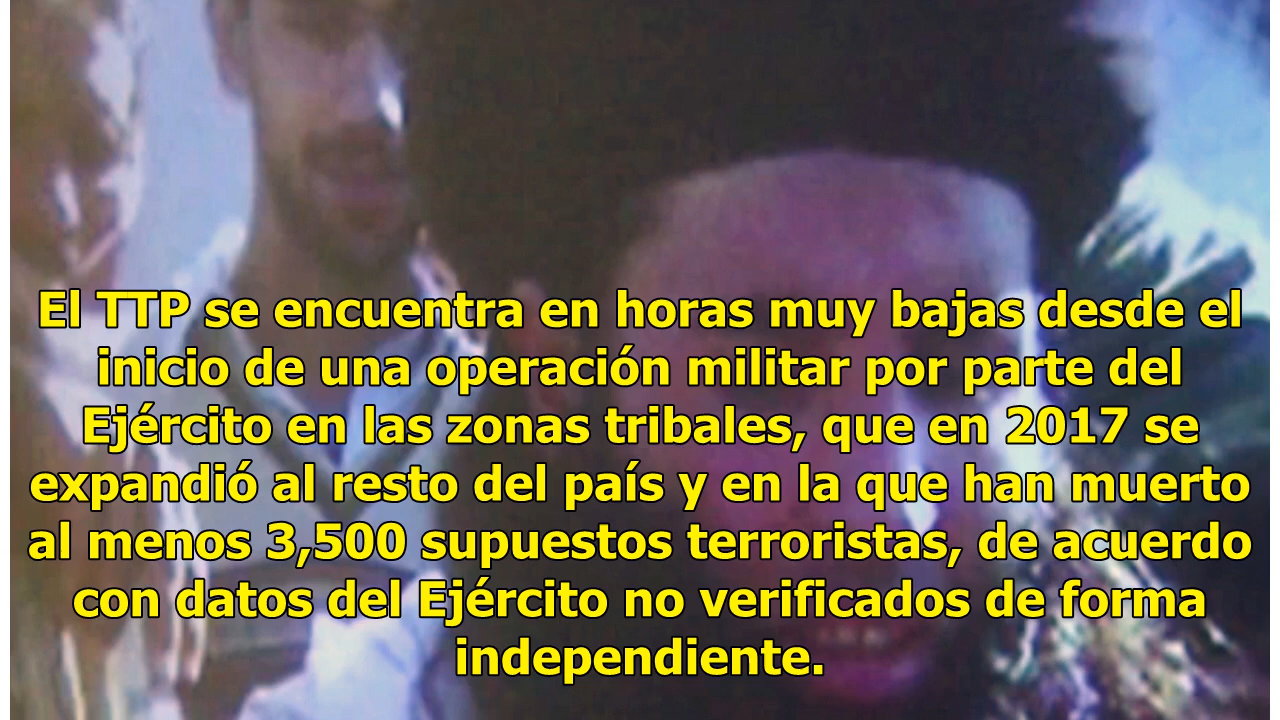 El TTP se encuentra en horas muy bajas desde el
inicio de una operación militar por parte del
Ejército en las zonas tribales, que en 2017 se
expandió al resto del país y en la que han muerto
al menos 3,500 supuestos terroristas, de acuerdo
con datos del Ejército no verificados de forma
independiente.